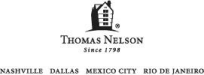 ®
THOMAS NELSON
Since 1798
NASHVILLE DALLAS MEXICO CITY RIO DE JANEIRO